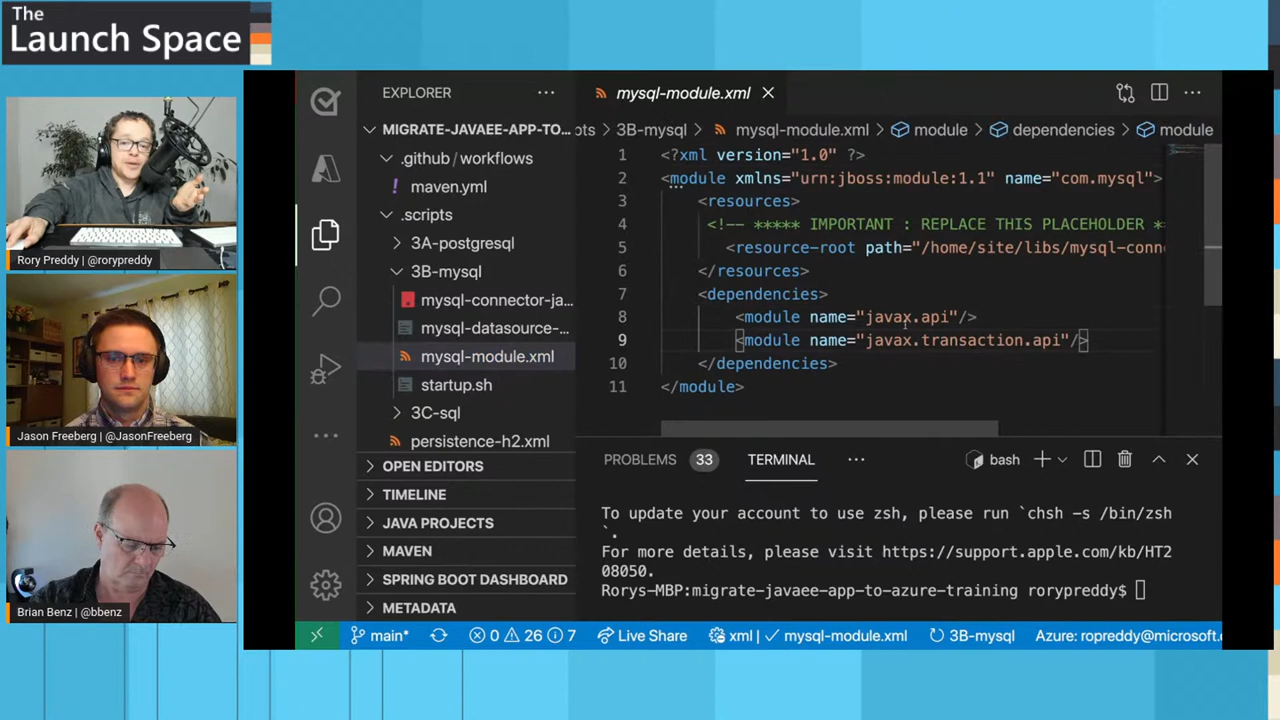 The
Launch Space
Rory Preddy | @rorypreddy
Jason Freeberg | @JasonFreeberg
Brian Benz | @bbenz
EXPLORER
MIGRATE-JAVAEE-APP-TO...
.github / workflows
! maven.yml
.scripts
3A-postgresql
3B-mysql
mysql-connector-ja...
mysql-datasource-...
mysql-module.xml
startup.sh
3C-sql
persistence-h2.xml
OPEN EDITORS
TIMELINE
JAVA PROJECTS
MAVEN
SPRING BOOT DASHBOARD
METADATA
mysql-module.xml
pts > 3B-mysql > mysql-module.xml > module > dependencies > module
1 <?xml version="1.0" ?>
2 <module xmlns="urn:jboss:module:1.1" name="com.mysql">
3 <resources>
4 <!-- ***** IMPORTANT : REPLACE THIS PLACEHOLDER *
5 <resource-root path="/home/site/libs/mysql-conn
6 </resources>
7 <dependencies>
8 <module name="javax.api"/>
9 <module name="javax.transaction.api"/>
10 </dependencies>
11 </module>
PROBLEMS 33 TERMINAL ... bash
To update your account to use zsh, please run `chsh -s /bin/zsh
`.
For more details, please visit https://support.apple.com/kb/HT2
08050.
Rorys-MBP:migrate-javaee-app-to-azure-training rorypreddy$
main* 0 26 7 Live Share xml | ✓ mysql-module.xml 3B-mysql Azure: ropreddy@microsoft.c